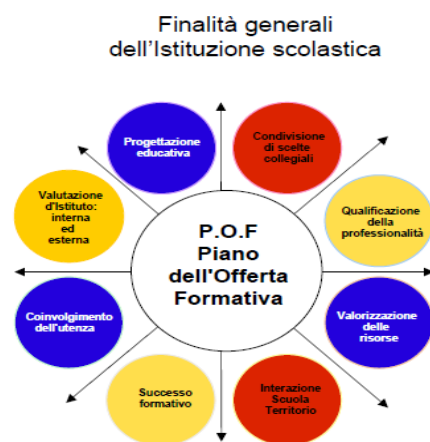 Finalità generali
dell'Istituzione scolastica
Progettazione
educativa
Condivisione
di scelte
collegiali
Valutazione
d'Istituto:
interna
ed
esterna
Qualificazione
della
professionalità
P.O.F
Piano
dell'Offerta
Formativa
Coinvolgimento
dell'utenza
Valorizzazione
delle
risorse
Successo
formativo
Interazione
Scuola
Territorio